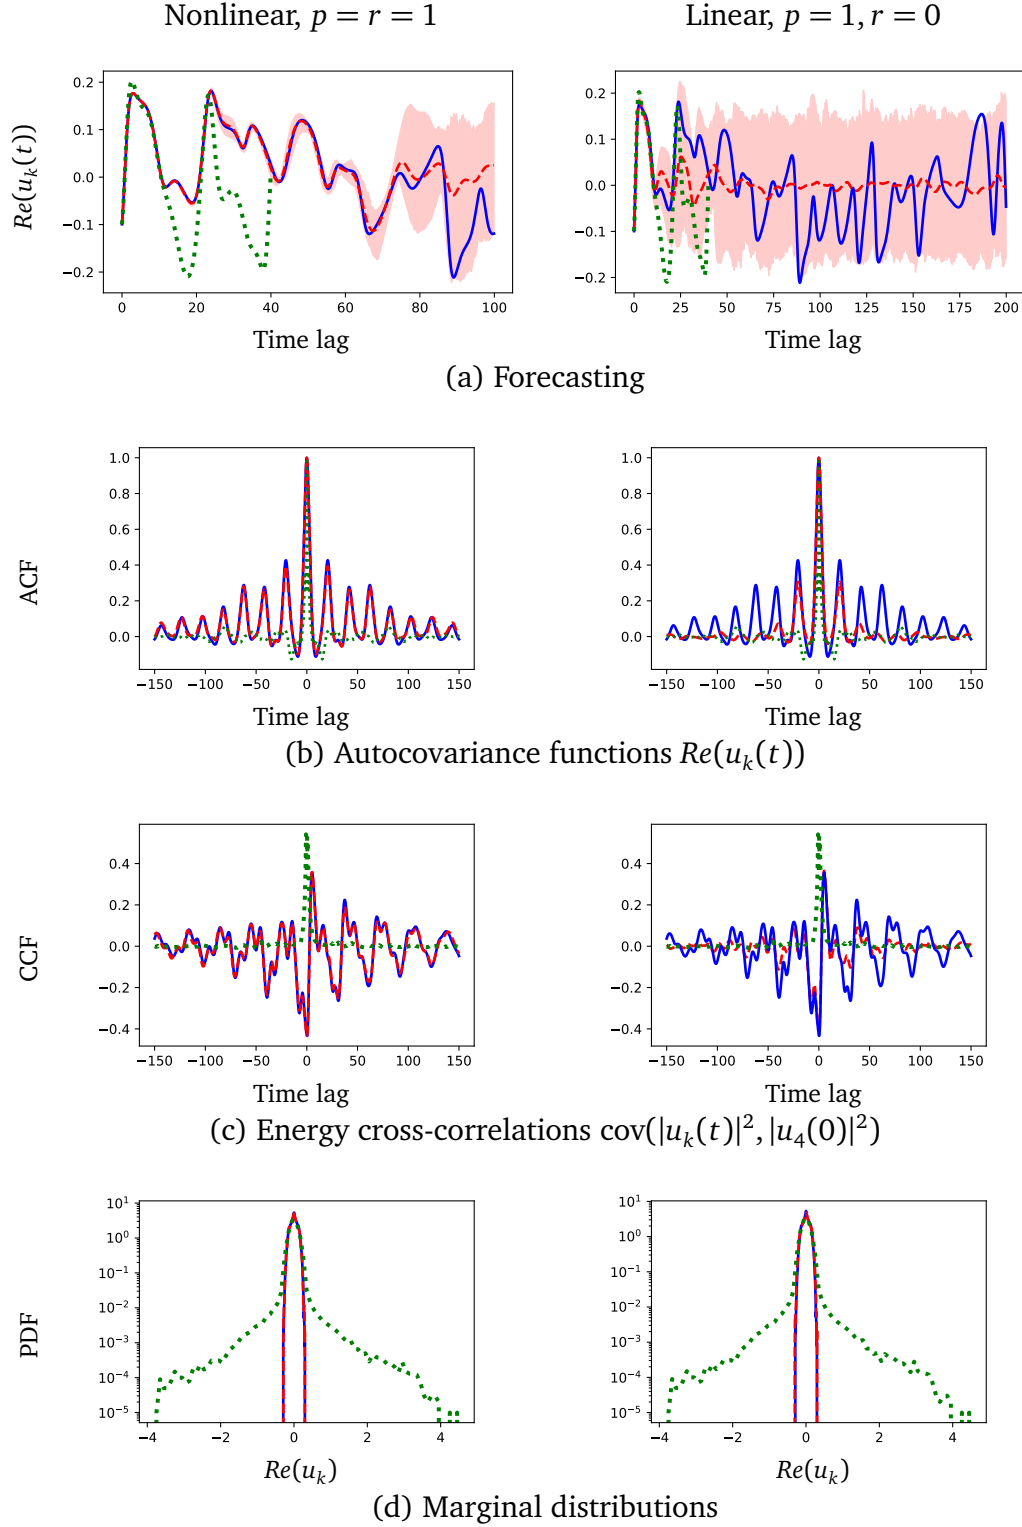 Nonlinear, p = r = 1
Linear, p = 1, r = 0
Re(u_k(t))
0.2
0.1
0.0
−0.1
−0.2
0 20 40 60 80 100
Time lag
0.2
0.1
0.0
−0.1
−0.2
0 25 50 75 100 125 150 175 200
Time lag
(a) Forecasting
ACF
1.0
0.8
0.6
0.4
0.2
0.0
−150 −100 −50 0 50 100 150
Time lag
1.0
0.8
0.6
0.4
0.2
0.0
−150 −100 −50 0 50 100 150
Time lag
(b) Autocovariance functions Re(u_k(t))
CCF
0.4
0.2
0.0
−0.2
−0.4
−150 −100 −50 0 50 100 150
Time lag
0.4
0.2
0.0
−0.2
−0.4
−150 −100 −50 0 50 100 150
Time lag
(c) Energy cross-correlations cov(|u_k(t)|², |u₄(0)|²)
PDF
10¹
10⁰
10⁻¹
10⁻²
10⁻³
10⁻⁴
10⁻⁵
−4 −2 0 2 4
Re(u_k)
10¹
10⁰
10⁻¹
10⁻²
10⁻³
10⁻⁴
10⁻⁵
−4 −2 0 2 4
Re(u_k)
(d) Marginal distributions